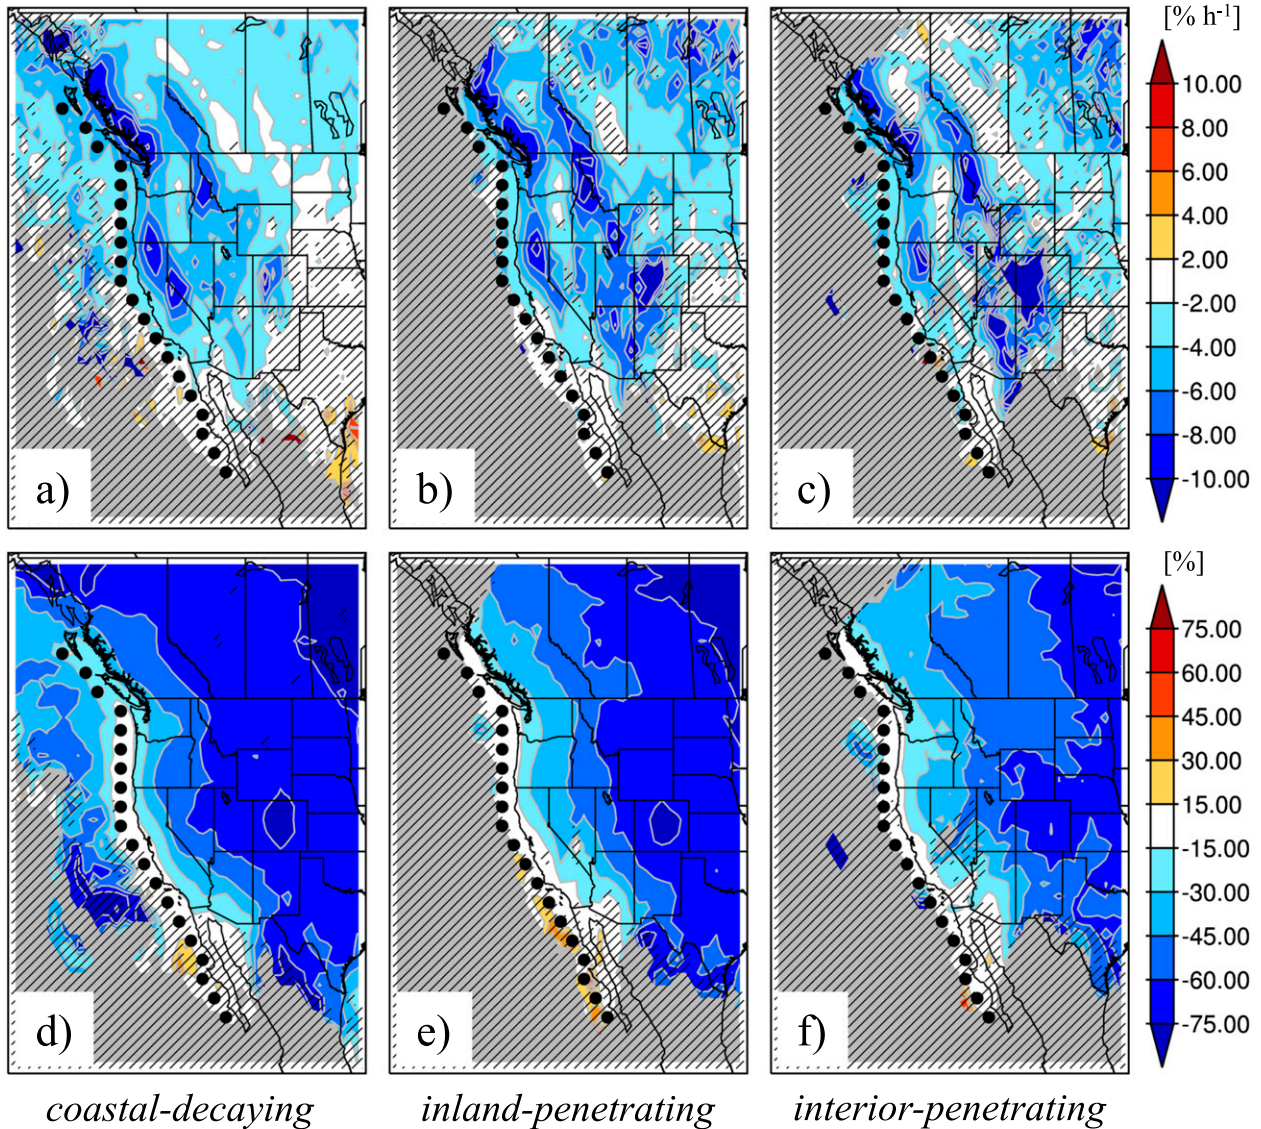 [% h-1]
10.00
8.00
6.00
4.00
2.00
-2.00
-4.00
-6.00
-8.00
-10.00
a)
b)
c)
[%]
75.00
60.00
45.00
30.00
15.00
-15.00
-30.00
-45.00
-60.00
-75.00
d)
e)
f)
coastal-decaying
inland-penetrating
interior-penetrating